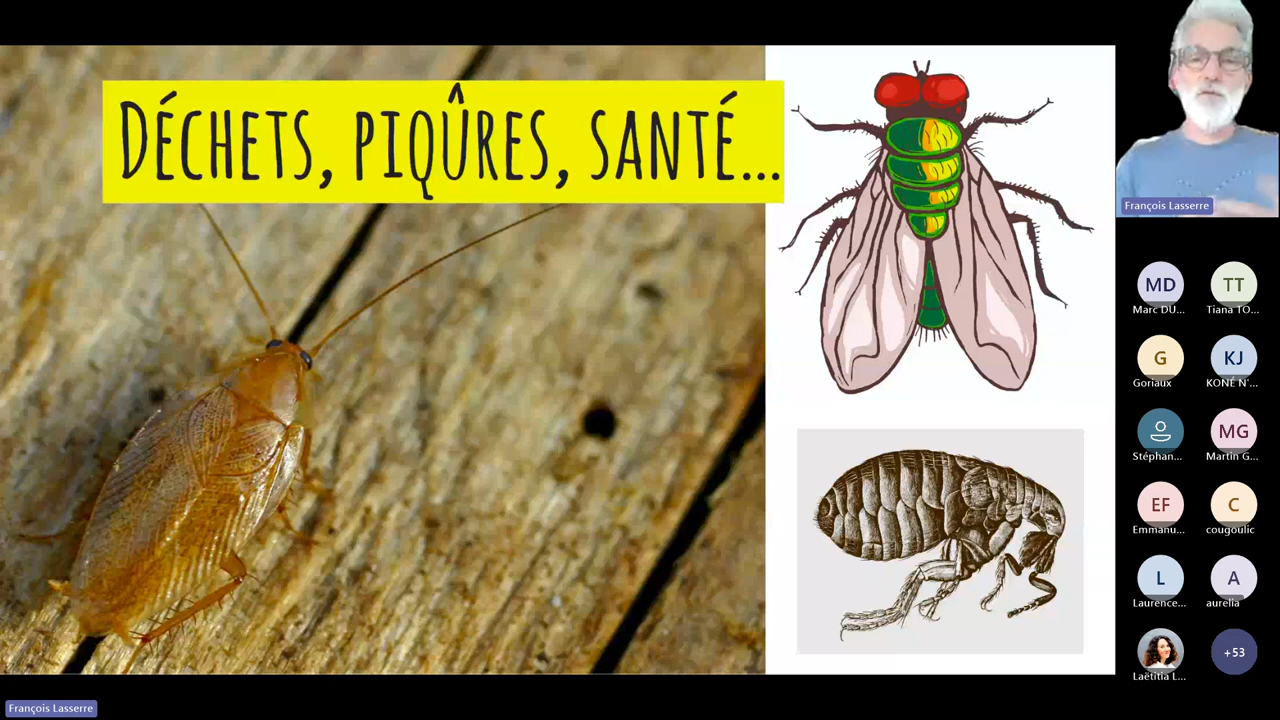 Déchets, piqûres, santé...
François Lasserre
MD
Marc DU...
TT
Tiana TO...
G
Goriaux
KJ
KONÉ N'...
Stéphan...
MG
Martin G...
EF
Emmanu...
C
cougoulic
L
Laurence...
A
aurelia
Laëtitia L...
+53
François Lasserre